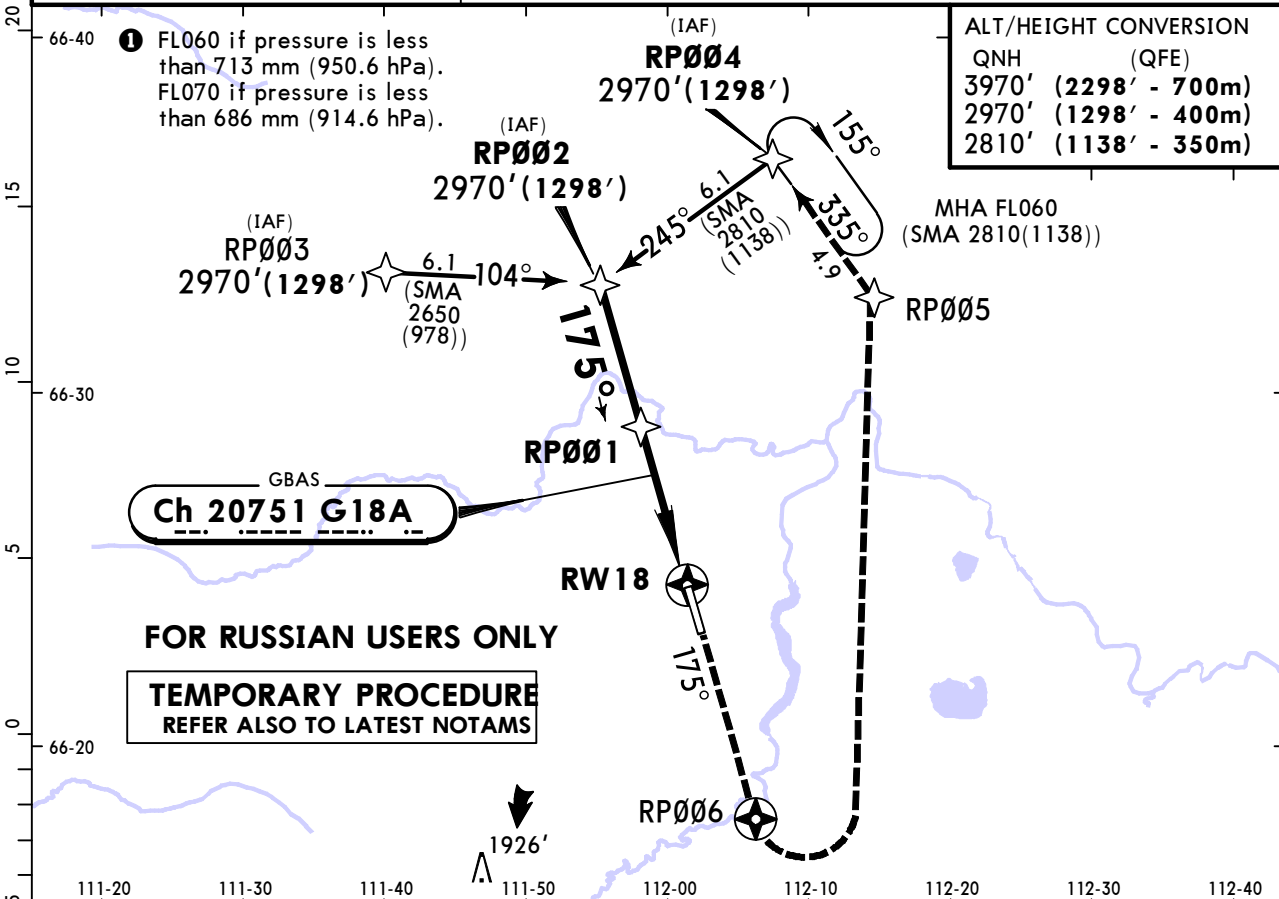 ❶ FL060 if pressure is less
than 713 mm (950.6 hPa).
FL070 if pressure is less
than 686 mm (914.6 hPa).
ALT/HEIGHT CONVERSION
QNH (QFE)
3970' (2298' - 700m)
2970' (1298' - 400m)
2810' (1138' - 350m)
(IAF)
RPØØ4
2970'(1298')
(IAF)
RPØØ2
2970'(1298')
(IAF)
RPØØ3
2970'(1298')
155°
335°
4.9
MHA FL060
(SMA 2810(1138))
6.1
245°
(SMA
2810
(1138))
6.1
104°
(SMA
2650
(978))
RPØØ5
175°
RPØØ1
GBAS
Ch 20751 G18A
RW18
FOR RUSSIAN USERS ONLY
TEMPORARY PROCEDURE
REFER ALSO TO LATEST NOTAMS
175°
RPØØ6
1926'
20
15
10
5
0
5
66-40
66-30
66-20
111-20
111-30
111-40
111-50
112-00
112-10
112-20
112-30
112-40